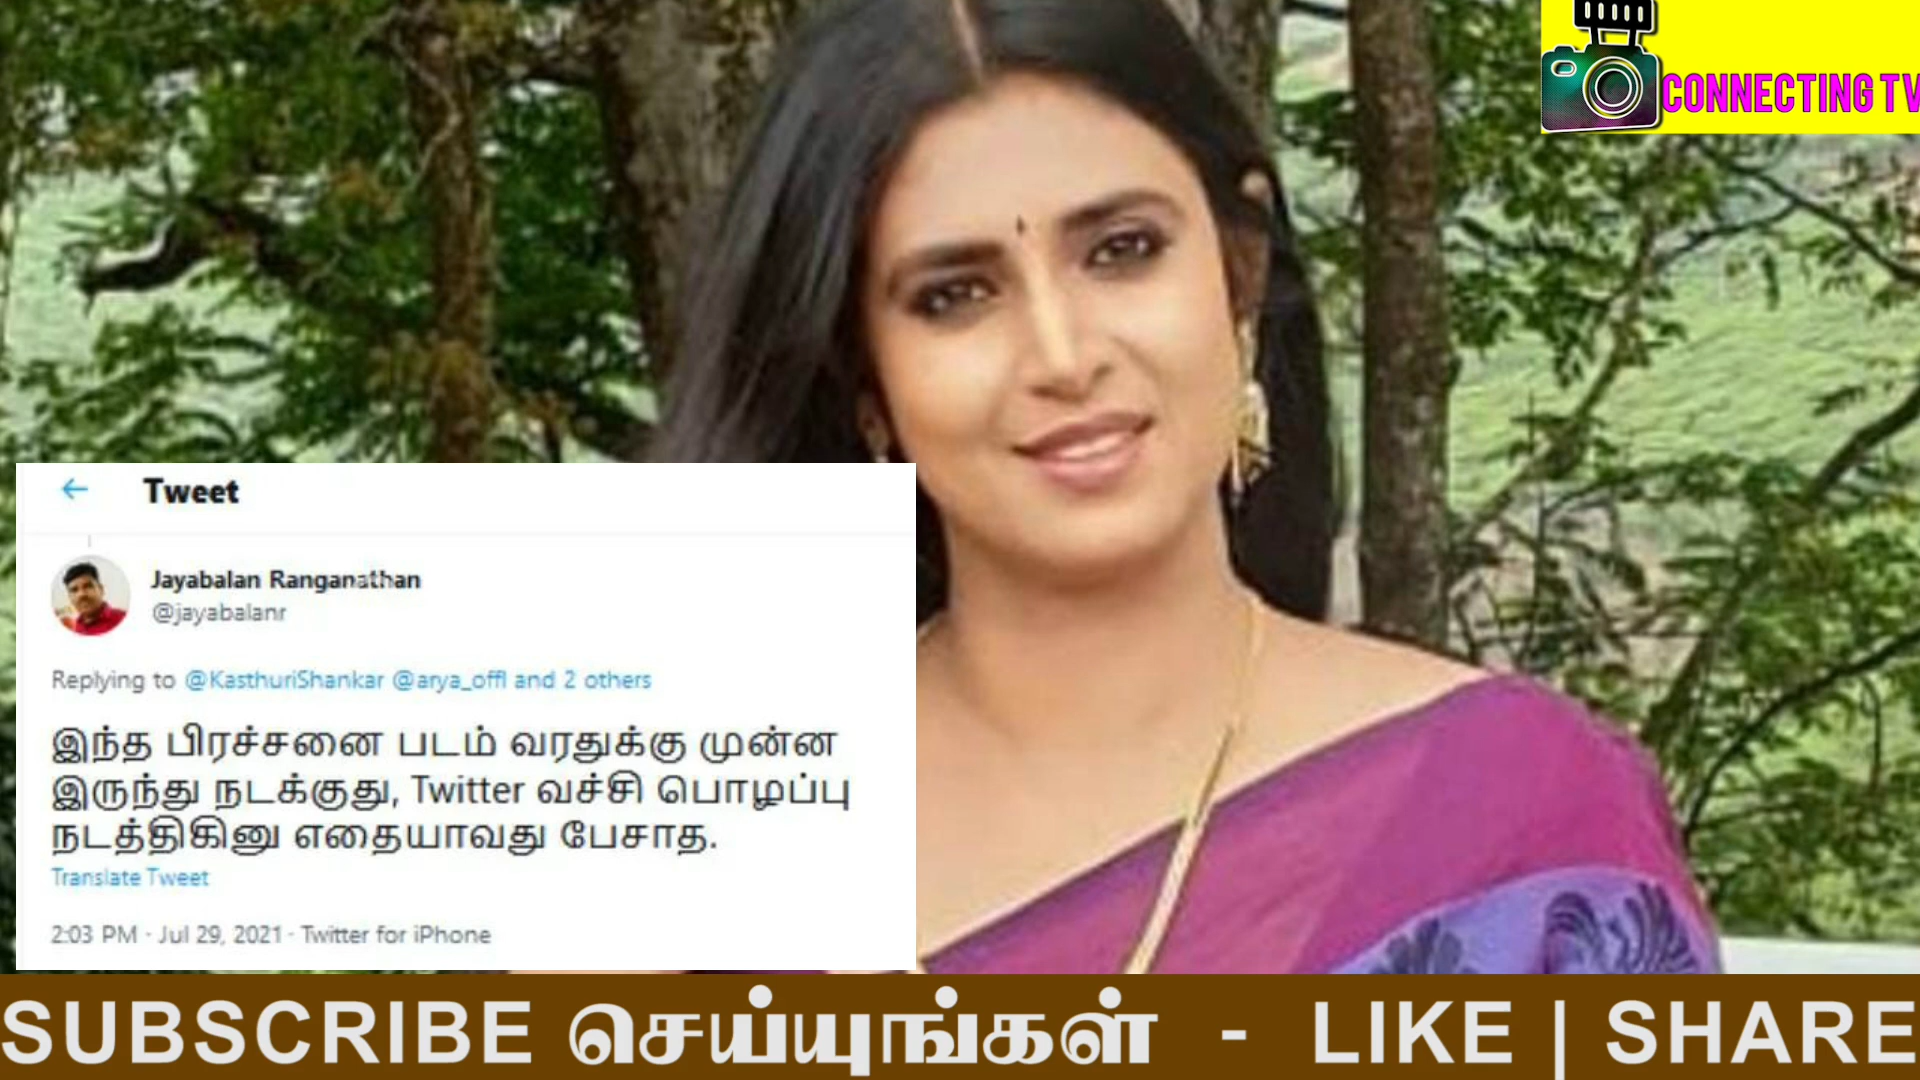 CONNECTING TV
Tweet
Jayabalan Ranganathan
@jayabalanr
Replying to @KasthuriShankar @arya_offl and 2 others
இந்த பிரச்சனை படம் வரதுக்கு முன்ன
இருந்து நடக்குது, Twitter வச்சி பொழப்பு
நடத்திகினு எதையாவது பேசாத.
Translate Tweet
2:03 PM · Jul 29, 2021 · Twitter for iPhone
SUBSCRIBE செய்யுங்கள் - LIKE | SHARE